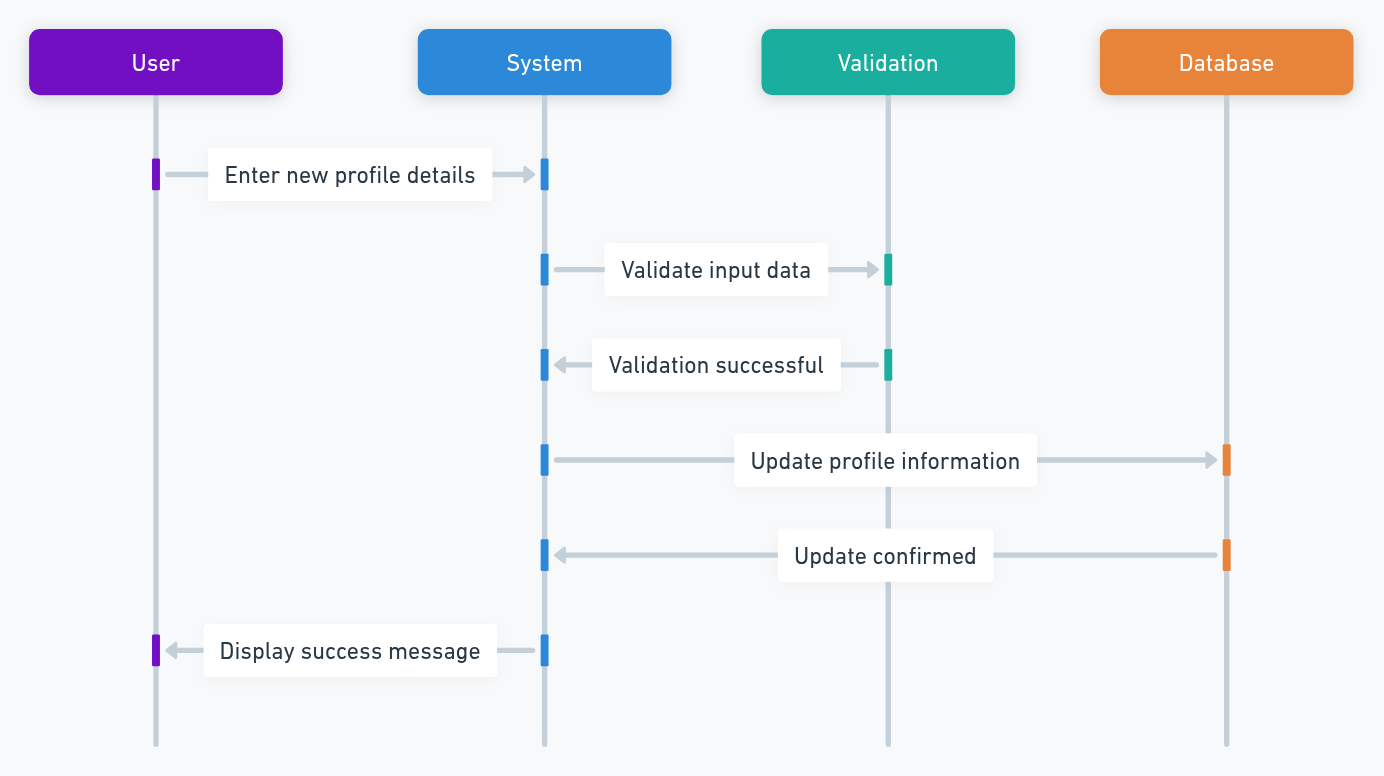 User
System
Validation
Database
Enter new profile details
Validate input data
Validation successful
Update profile information
Update confirmed
Display success message